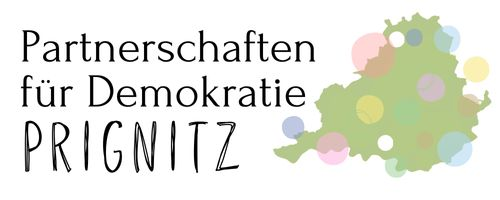 Partnerschaften
für Demokratie
PRIGNITZ